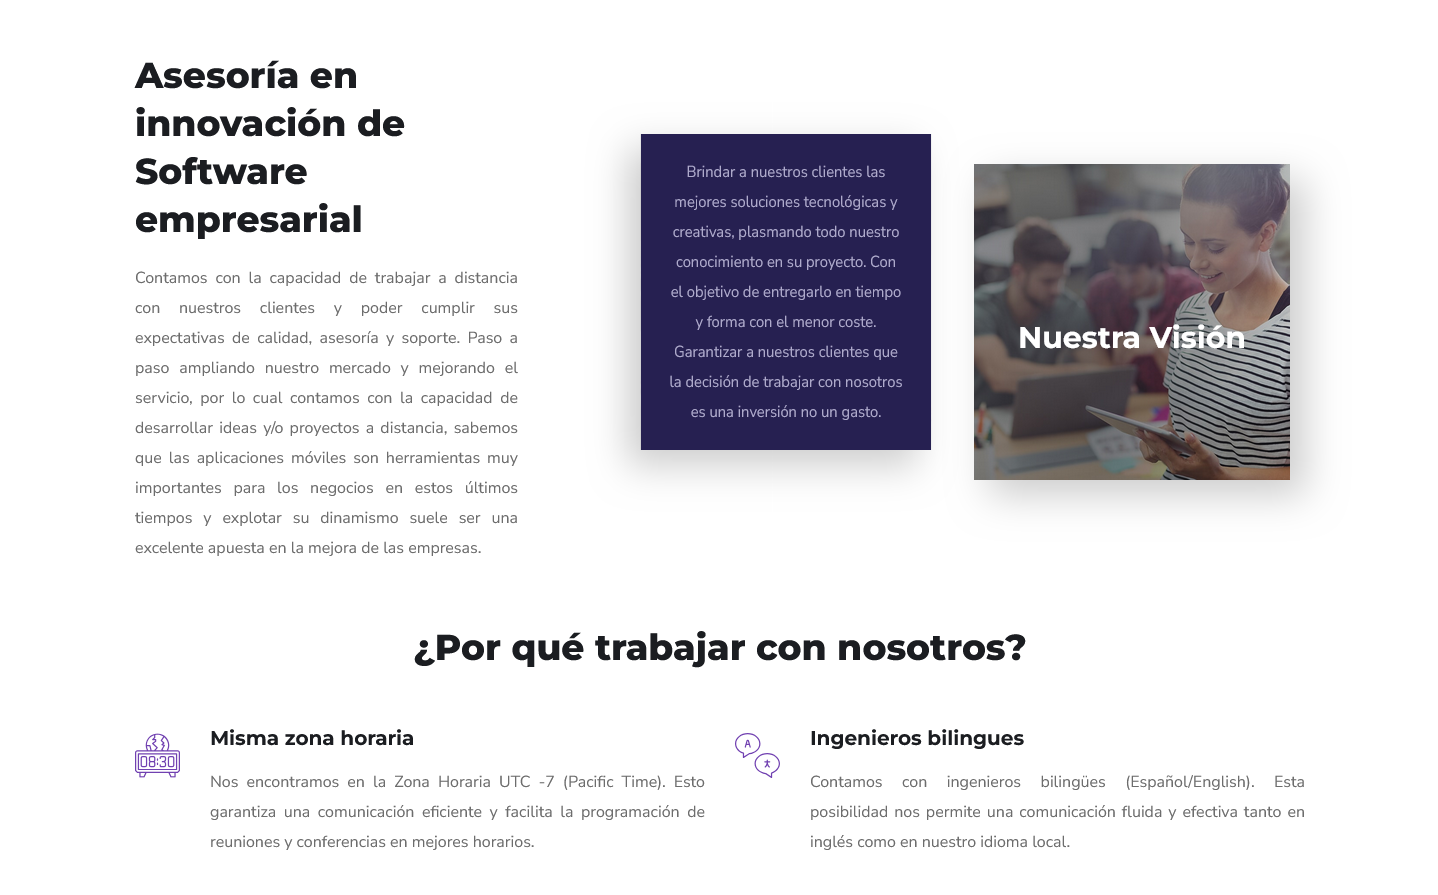 Asesoría en
innovación de
Software
empresarial
Contamos con la capacidad de trabajar a distancia
con nuestros clientes y poder cumplir sus
expectativas de calidad, asesoría y soporte. Paso a
paso ampliando nuestro mercado y mejorando el
servicio, por lo cual contamos con la capacidad de
desarrollar ideas y/o proyectos a distancia, sabemos
que las aplicaciones móviles son herramientas muy
importantes para los negocios en estos últimos
tiempos y explotar su dinamismo suele ser una
excelente apuesta en la mejora de las empresas.
Brindar a nuestros clientes las
mejores soluciones tecnológicas y
creativas, plasmando todo nuestro
conocimiento en su proyecto. Con
el objetivo de entregarlo en tiempo
y forma con el menor coste.
Garantizar a nuestros clientes que
la decisión de trabajar con nosotros
es una inversión no un gasto.
Nuestra Visión
¿Por qué trabajar con nosotros?
08:30
Misma zona horaria
Nos encontramos en la Zona Horaria UTC -7 (Pacific Time). Esto
garantiza una comunicación eficiente y facilita la programación de
reuniones y conferencias en mejores horarios.
A
Ingenieros bilingues
Contamos con ingenieros bilingües (Español/English). Esta
posibilidad nos permite una comunicación fluida y efectiva tanto en
inglés como en nuestro idioma local.